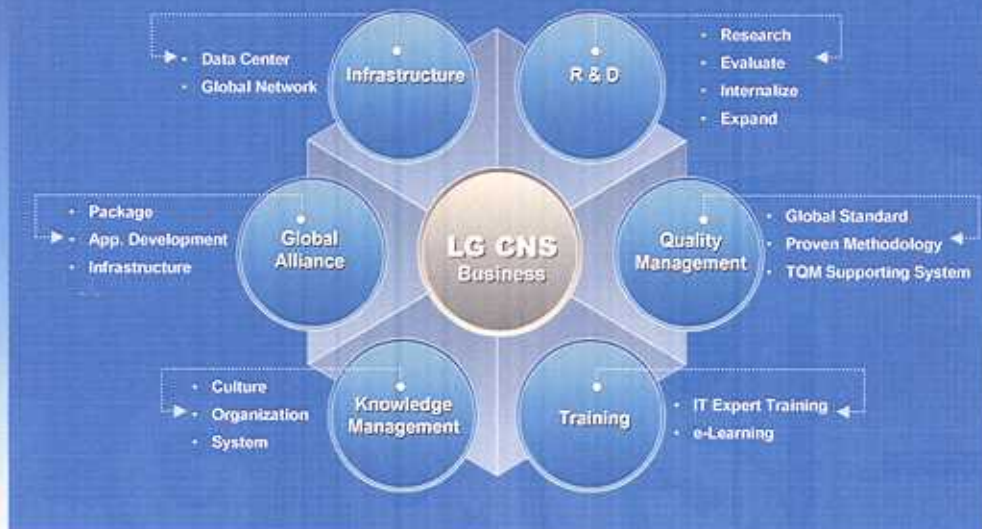 Infrastructure
• Data Center
• Global Network
R & D
• Research
• Evaluate
• Internalize
• Expand
Global
Alliance
• Package
• App. Development
• Infrastructure
LG CNS
Business
Quality
Management
• Global Standard
• Proven Methodology
• TQM Supporting System
Knowledge
Management
• Culture
• Organization
• System
Training
• IT Expert Training
• e-Learning